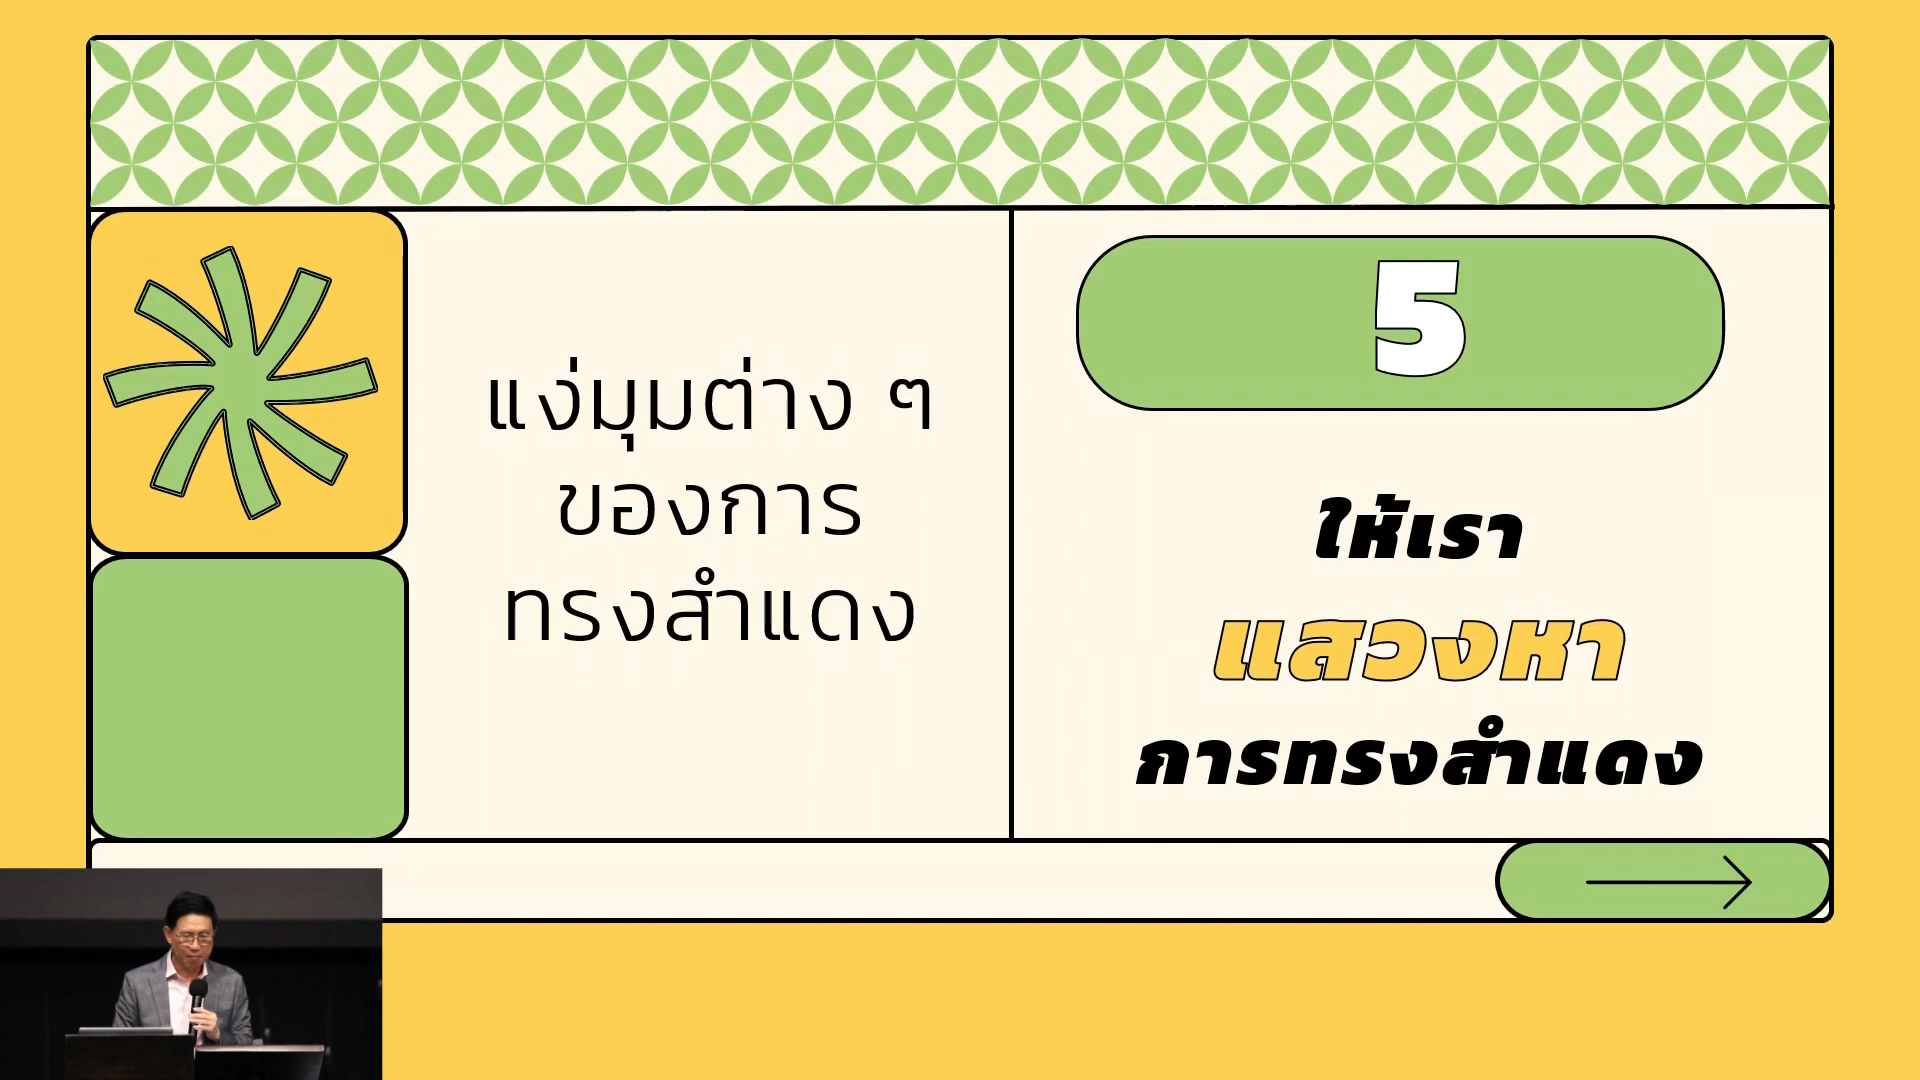 แง่มุมต่าง ๆ
ของการ
ทรงสำแดง
5
ให้เรา
แสวงหา
การทรงสำแดง